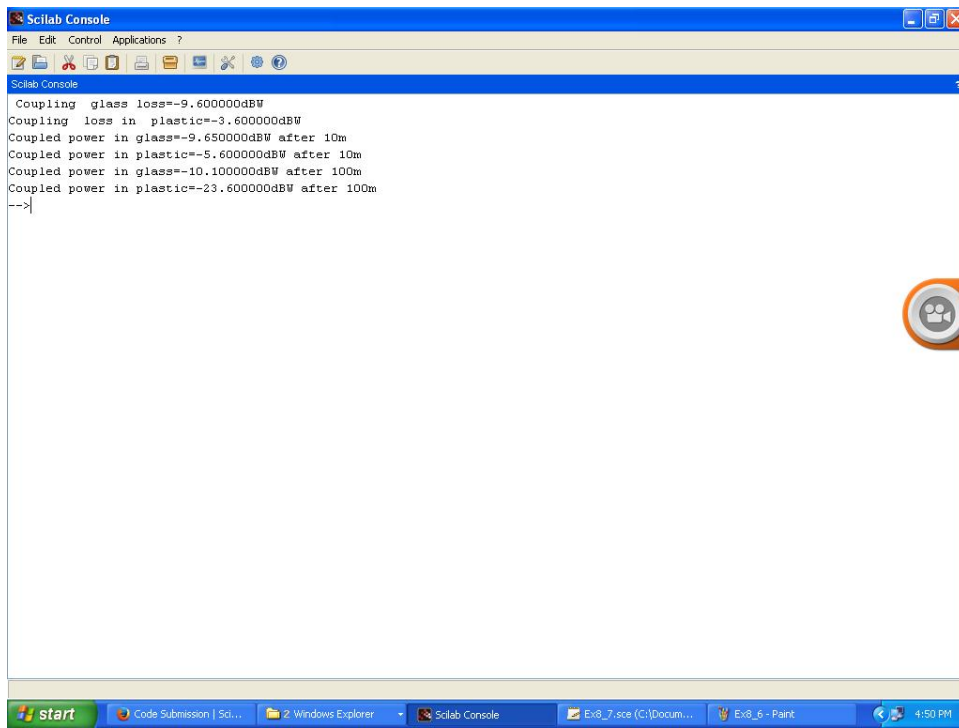 Scilab Console
File Edit Control Applications ?
Scilab Console ?
Coupling glass loss=-9.600000dBW
Coupling loss in plastic=-3.600000dBW
Coupled power in glass=-9.650000dBW after 10m
Coupled power in plastic=-5.600000dBW after 10m
Coupled power in glass=-10.100000dBW after 100m
Coupled power in plastic=-23.600000dBW after 100m
-->
start Code Submission | Sci... 2 Windows Explorer Scilab Console Ex8_7.sce (C:\Docum... Ex8_6 - Paint 4:50 PM